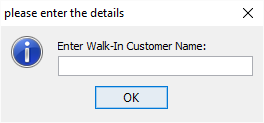 please enter the details
Enter Walk-In Customer Name:
OK